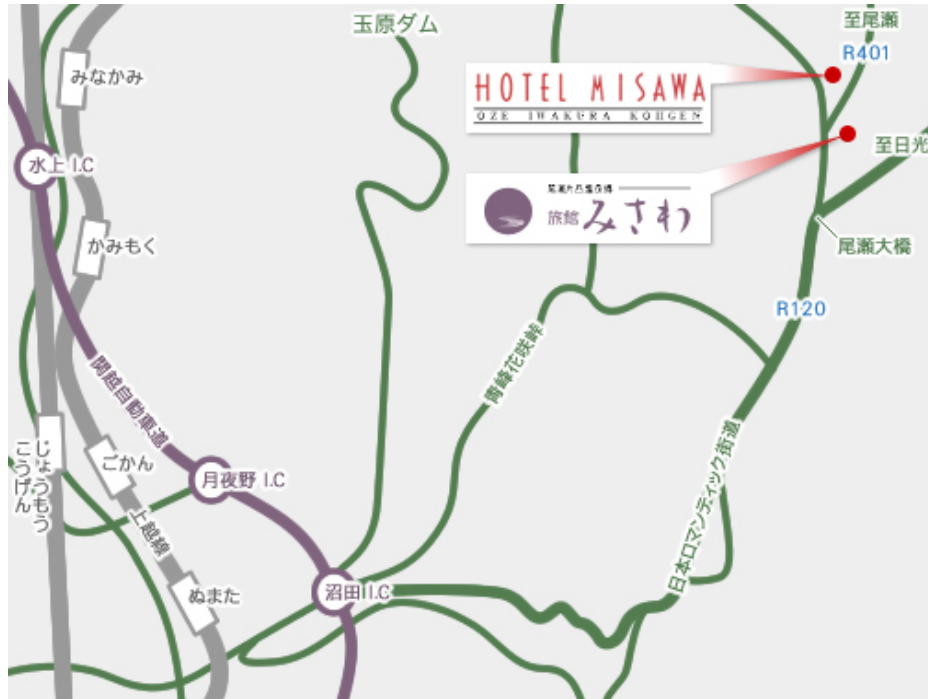 玉原ダム
至尾瀬
R401
みなかみ
HOTEL MISAWA
OZE IWAKURA KOHGEN
至日光
水上 I.C
旅館 みさわ
かみもく
尾瀬大橋
R120
青峰花咲峠
関越自動車道
じょうもう
こうげん
ごかん
月夜野 I.C
日本ロマンティック街道
上越線
ぬまた
沼田 I.C